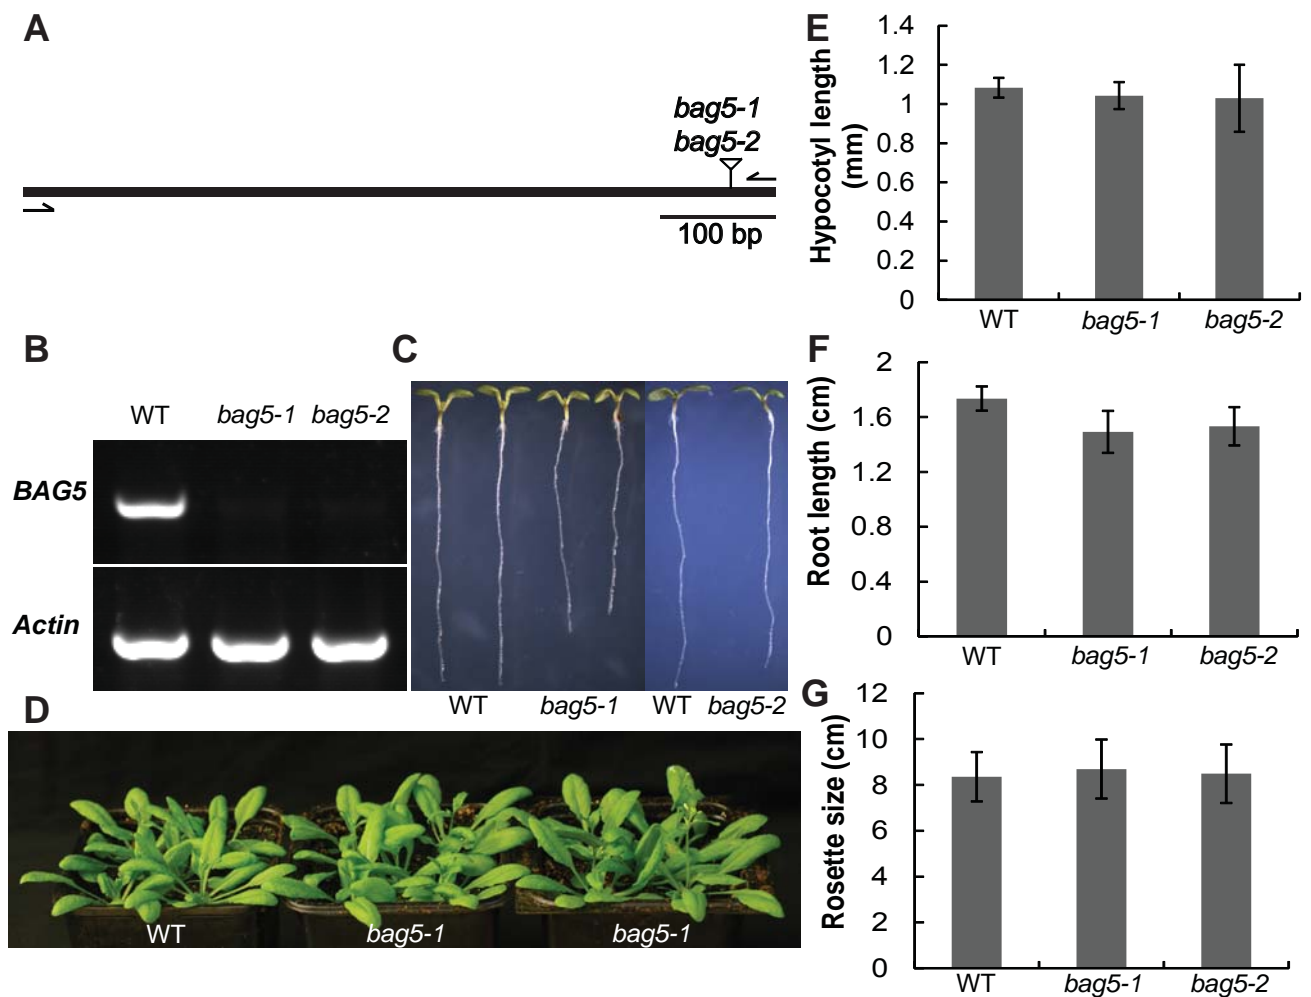 A
bag5-1
bag5-2
100 bp
B
WT bag5-1 bag5-2
BAG5
Actin
C
WT bag5-1 WT bag5-2
D
WT bag5-1 bag5-1
E
Hypocotyl length
(mm)
1.4
1.2
1
0.8
0.6
0.4
0.2
0
WT bag5-1 bag5-2
F
Root length (cm)
2
1.6
1.2
0.8
0.4
0
WT bag5-1 bag5-2
G
Rosette size (cm)
12
10
8
6
4
2
0
WT bag5-1 bag5-2